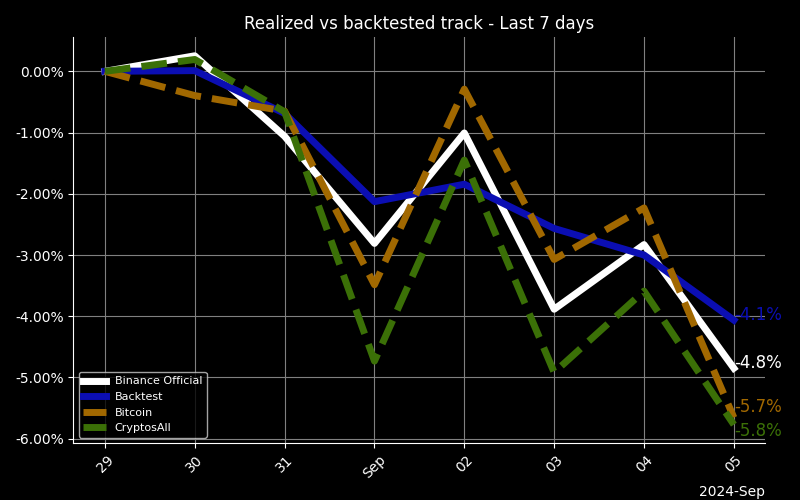 Realized vs backtested track - Last 7 days
0.00%
-1.00%
-2.00%
-3.00%
-4.00%
-5.00%
-6.00%
-4.1%
-4.8%
-5.7%
-5.8%
Binance Official
Backtest
Bitcoin
CryptosAll
29
30
31
Sep
02
03
04
05
2024-Sep